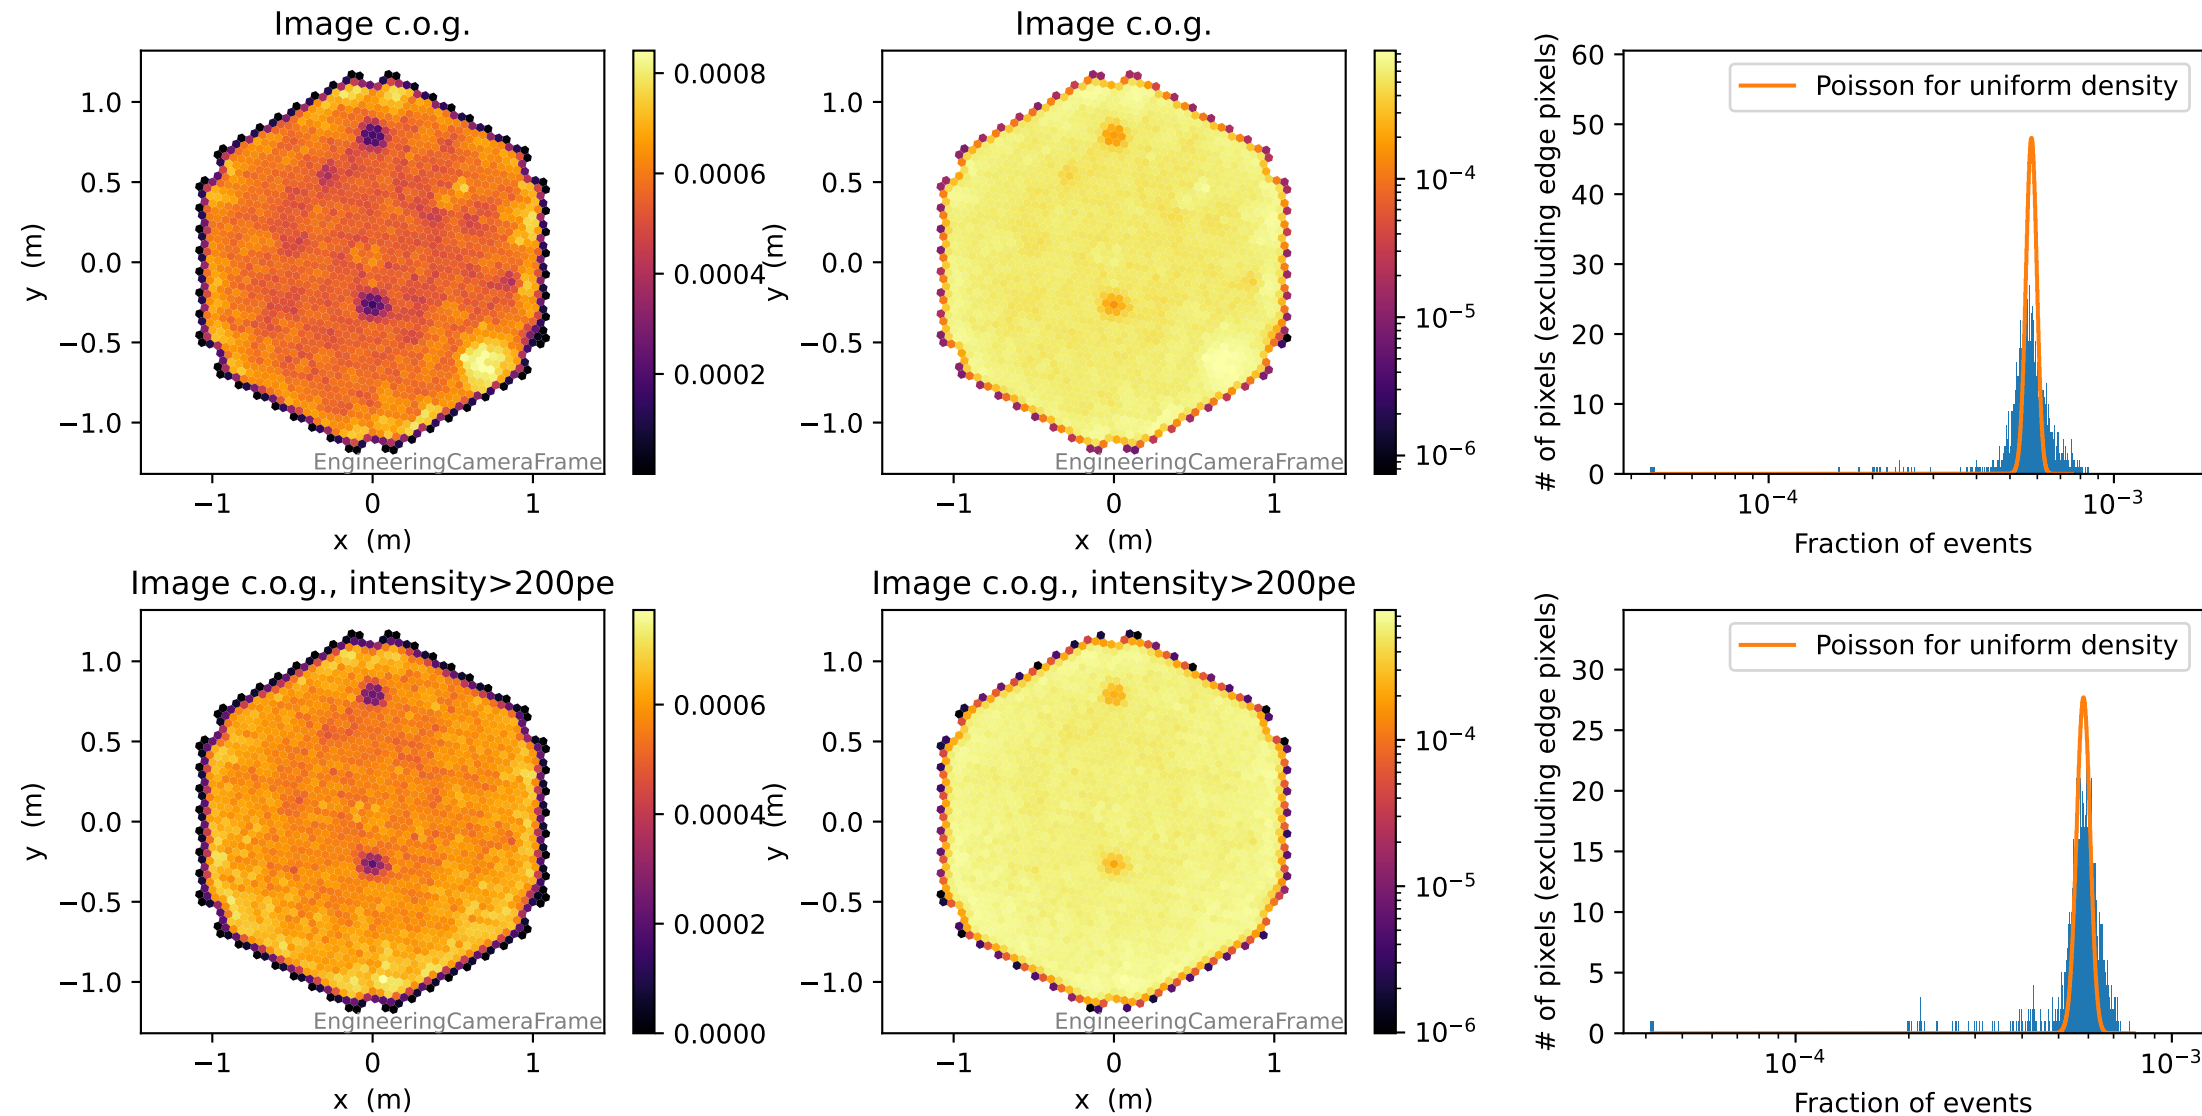 Image c.o.g.
1.0
0.5
0.0
−0.5
−1.0
y (m)
−1
0
1
x (m)
EngineeringCameraFrame
0.0008
0.0006
0.0004
0.0002
Image c.o.g.
1.0
0.5
0.0
−0.5
−1.0
y (m)
−1
0
1
x (m)
EngineeringCameraFrame
10−4
10−5
10−6
60
50
40
30
20
10
0
# of pixels (excluding edge pixels)
Poisson for uniform density
10−4
10−3
Fraction of events
Image c.o.g., intensity>200pe
1.0
0.5
0.0
−0.5
−1.0
y (m)
−1
0
1
x (m)
EngineeringCameraFrame
0.0006
0.0004
0.0002
0.0000
Image c.o.g., intensity>200pe
1.0
0.5
0.0
−0.5
−1.0
y (m)
−1
0
1
x (m)
EngineeringCameraFrame
10−4
10−5
10−6
30
25
20
15
10
5
0
# of pixels (excluding edge pixels)
Poisson for uniform density
10−4
10−3
Fraction of events